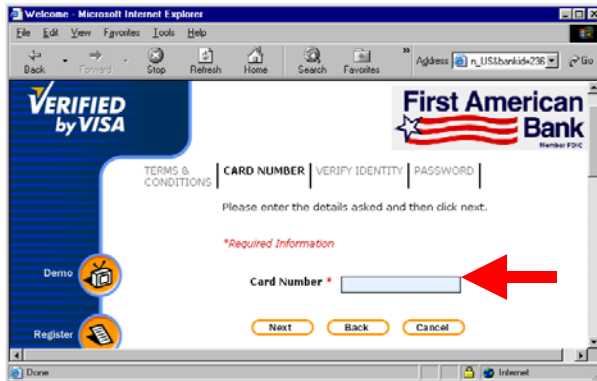 Welcome - Microsoft Internet Explorer
File Edit View Favorites Tools Help
Back Forward Stop Refresh Home Search Favorites » Address n_US&bankid=236 Go
VERIFIED
by VISA
First American
Bank
Member FDIC
TERMS &
CONDITIONS
CARD NUMBER
VERIFY IDENTITY
PASSWORD
Please enter the details asked and then click next.
*Required Information
Card Number *
Demo
Next Back Cancel
Register
Done Internet